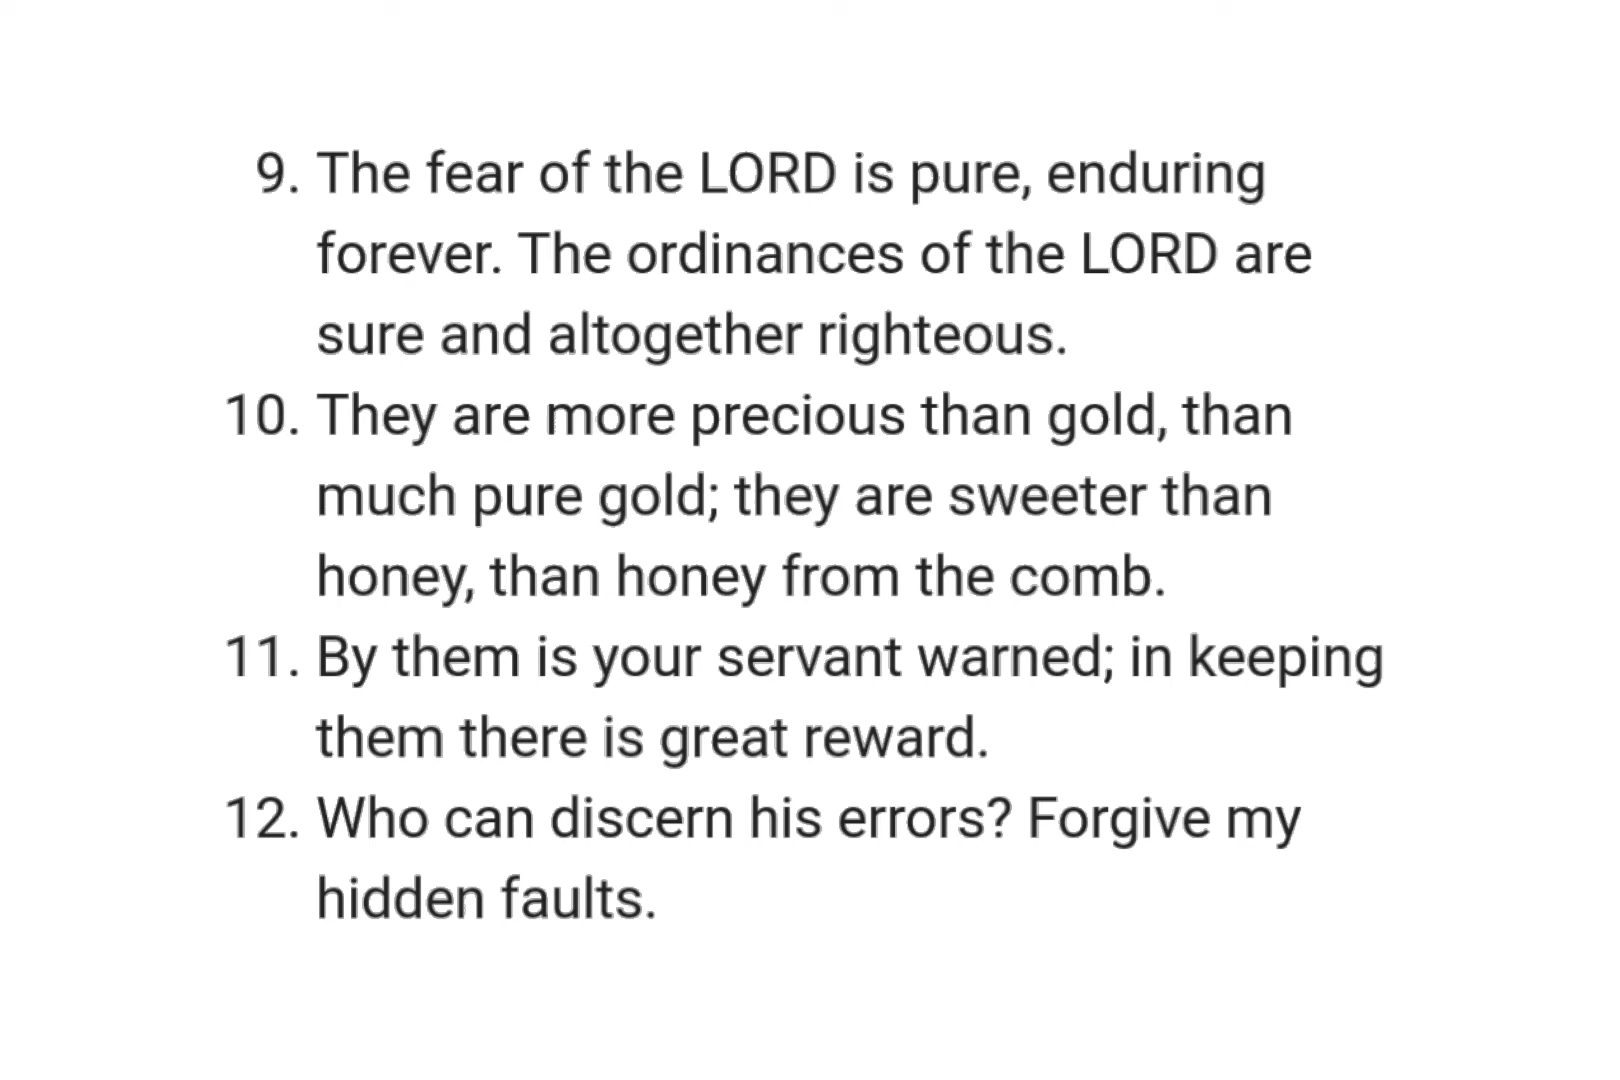 9. The fear of the LORD is pure, enduring
forever. The ordinances of the LORD are
sure and altogether righteous.
10. They are more precious than gold, than
much pure gold; they are sweeter than
honey, than honey from the comb.
11. By them is your servant warned; in keeping
them there is great reward.
12. Who can discern his errors? Forgive my
hidden faults.